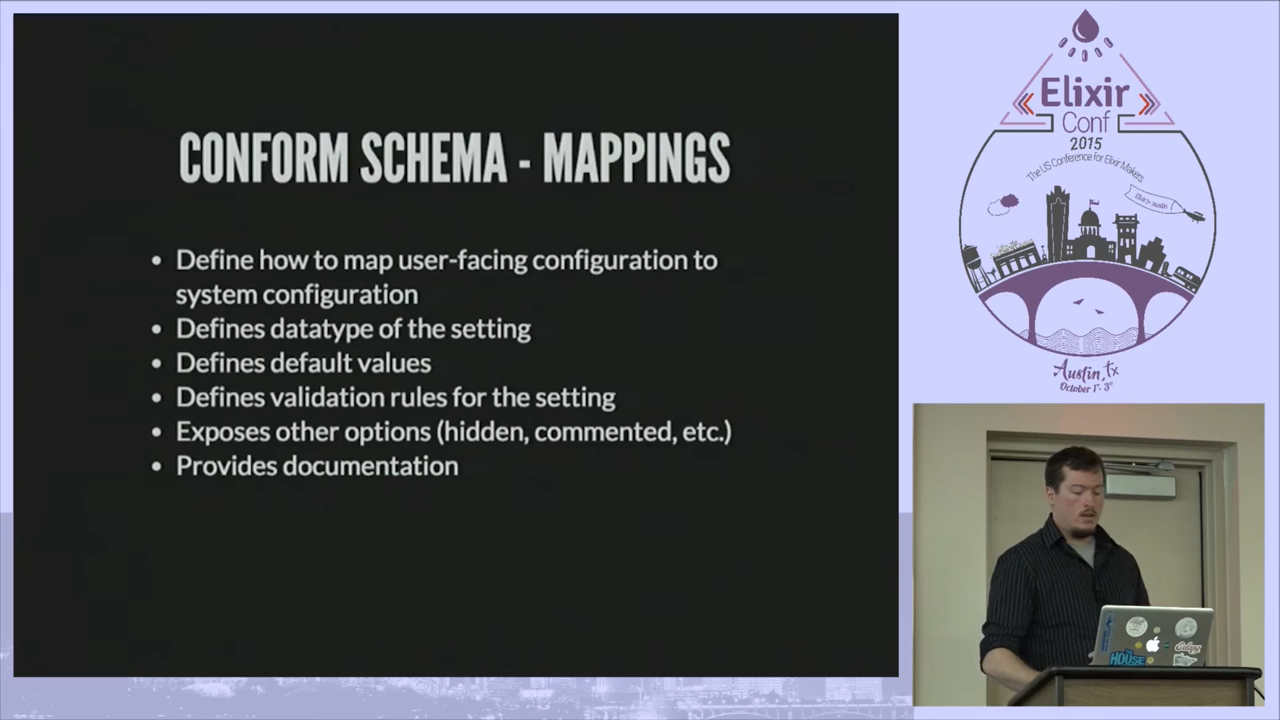 CONFORM SCHEMA - MAPPINGS
• Define how to map user-facing configuration to
system configuration
• Defines datatype of the setting
• Defines default values
• Defines validation rules for the setting
• Exposes other options (hidden, commented, etc.)
• Provides documentation
Elixir
Conf
2015
The US Conference for Elixir Makers
Austin, Tx
October 1st - 3rd
HOUSE